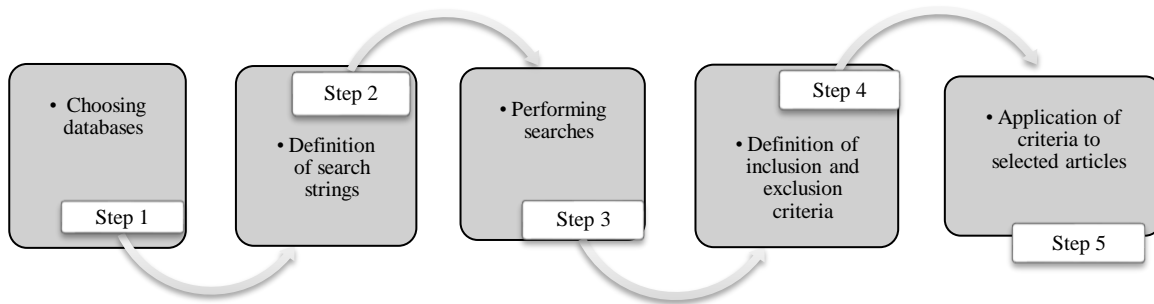 • Choosing
databases
Step 1
Step 2
• Definition
of search
strings
• Performing
searches
Step 3
Step 4
• Definition of
inclusion and
exclusion
criteria
• Application of
criteria to
selected articles
Step 5